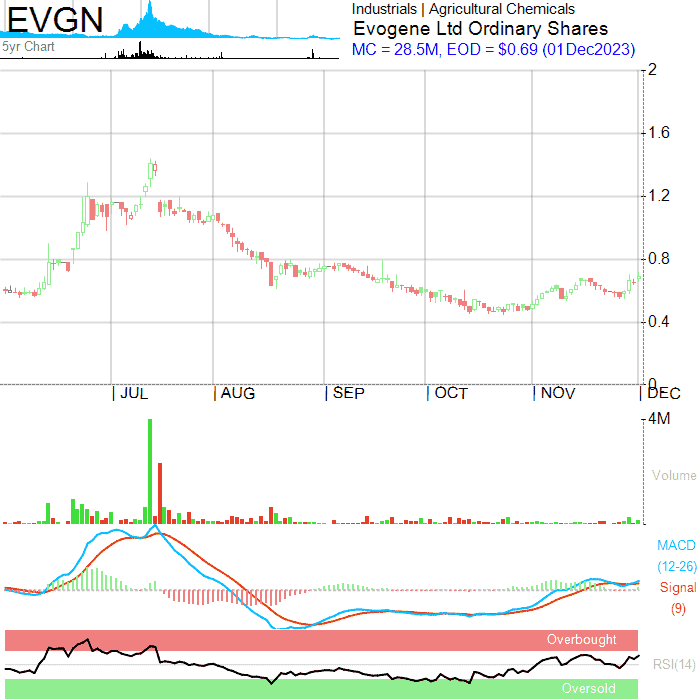 EVGN
5yr Chart
Industrials | Agricultural Chemicals
Evogene Ltd Ordinary Shares
MC = 28.5M, EOD = $0.69 (01Dec2023)
2
1.6
1.2
0.8
0.4
0
JUL AUG SEP OCT NOV DEC
4M
Volume
MACD
(12-26)
Signal
(9)
Overbought
RSI(14)
Oversold